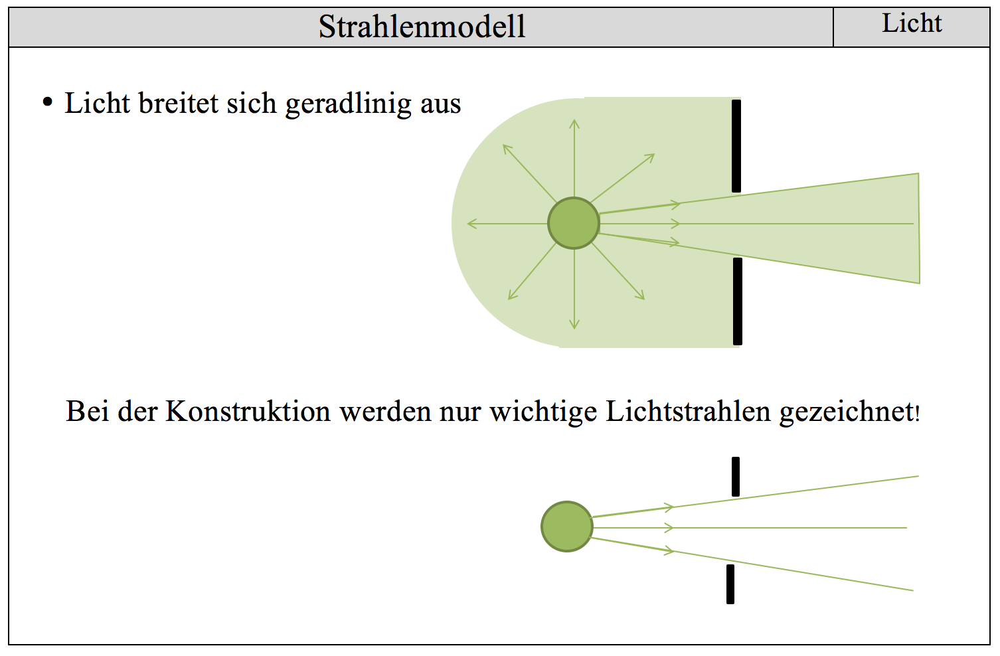 Strahlenmodell
Licht
• Licht breitet sich geradlinig aus
Bei der Konstruktion werden nur wichtige Lichtstrahlen gezeichnet!